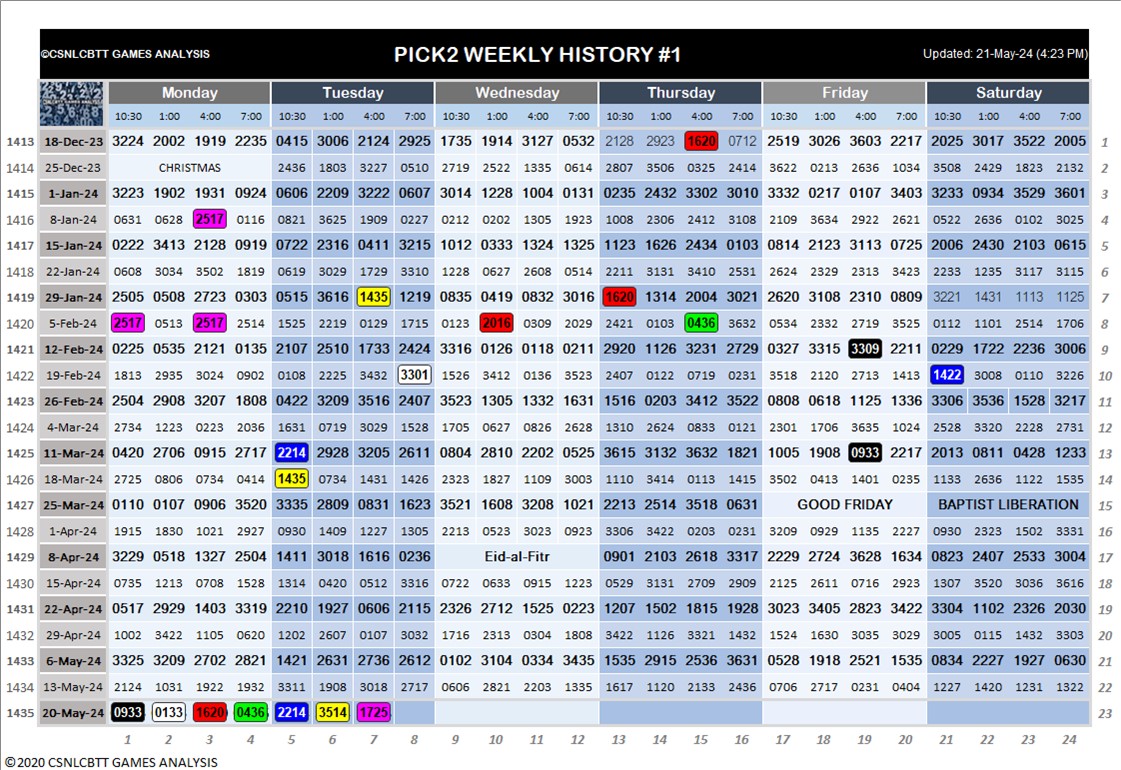 ©CSNLCBTT GAMES ANALYSIS PICK2 WEEKLY HISTORY #1 Updated: 21-May-24 (4:23 PM)
Monday Tuesday Wednesday Thursday Friday Saturday
10:30 1:00 4:00 7:00 10:30 1:00 4:00 7:00 10:30 1:00 4:00 7:00 10:30 1:00 4:00 7:00 10:30 1:00 4:00 7:00 10:30 1:00 4:00 7:00
1413 18-Dec-23 3224 2002 1919 2235 0415 3006 2124 2925 1735 1914 3127 0532 2128 2923 1620 0712 2519 3026 3603 2217 2025 3017 3522 2005 1
1414 25-Dec-23 CHRISTMAS 2436 1803 3227 0510 2719 2522 1335 0614 2807 3506 0325 2414 3622 0213 2636 1034 3508 2429 1823 2132 2
1415 1-Jan-24 3223 1902 1931 0924 0606 2209 3222 0607 3014 1228 1004 0131 0235 2432 3302 3010 3332 0217 0107 3403 3233 0934 3529 3601 3
1416 8-Jan-24 0631 0628 2517 0116 0821 3625 1909 0227 0212 0202 1305 1923 1008 2306 2412 3108 2109 3634 2922 2621 0522 2636 0102 3025 4
1417 15-Jan-24 0222 3413 2128 0919 0722 2316 0411 3215 1012 0333 1324 1325 1123 1626 2434 0103 0814 2123 3113 0725 2006 2430 2103 0615 5
1418 22-Jan-24 0608 3034 3502 1819 0619 3029 1729 3310 1228 0627 2608 0514 2211 3131 3410 2531 2624 2329 2313 3423 2233 1235 3117 3115 6
1419 29-Jan-24 2505 0508 2723 0303 0515 3616 1435 1219 0835 0419 0832 3016 1620 1314 2004 3021 2620 3108 2310 0809 3221 1431 1113 1125 7
1420 5-Feb-24 2517 0513 2517 2514 1525 2219 0129 1715 0123 2016 0309 2029 2421 0103 0436 3632 0534 2332 2719 3525 0112 1101 2514 1706 8
1421 12-Feb-24 0225 0535 2121 0135 2107 2510 1733 2424 3316 0126 0118 0211 2920 1126 3231 2729 0327 3315 3309 2211 0229 1722 2236 3006 9
1422 19-Feb-24 1813 2935 3024 0902 0108 2225 3432 3301 1526 3412 0136 3523 2407 0122 0719 0231 3518 2120 2713 1413 1422 3008 0110 3226 10
1423 26-Feb-24 2504 2908 3207 1808 0422 3209 3516 2407 3523 1305 1332 1631 1516 0203 3412 3522 0808 0618 1125 1336 3306 3536 1528 3217 11
1424 4-Mar-24 2734 1223 0223 2036 1631 0719 3029 1528 1705 0627 0826 2628 1310 2624 0833 0121 2301 1706 3635 1024 2528 3320 1228 2731 12
1425 11-Mar-24 0420 2706 0915 2717 2214 2928 3205 2611 0804 2810 2202 0525 3615 3132 3632 1821 1005 1908 0933 2217 2013 0811 0428 1233 13
1426 18-Mar-24 2725 0806 0734 0414 1435 0734 1431 1426 2323 1827 1109 3003 1110 3414 0113 1415 3502 0413 1401 0235 1133 2636 1122 1535 14
1427 25-Mar-24 0110 0107 0906 3520 3335 2809 0831 1623 3521 1608 3208 1021 2213 2514 3518 0631 GOOD FRIDAY BAPTIST LIBERATION 15
1428 1-Apr-24 1915 1830 1021 2927 0930 1409 1227 1305 2213 0523 3023 0923 3306 3422 0203 0231 3209 0929 1135 2227 0930 2323 1502 3331 16
1429 8-Apr-24 3229 0518 1327 2504 1411 3018 1616 0236 Eid-al-Fitr 0901 2103 2618 3317 2229 2724 3628 1634 0823 2407 2533 3004 17
1430 15-Apr-24 0735 1213 0708 1528 1314 0420 0512 3316 0722 0633 0915 1223 0529 3131 2709 2909 2125 2611 0716 2923 1307 3520 3036 3616 18
1431 22-Apr-24 0517 2929 1403 3319 2210 1927 0606 2115 2326 2712 1525 0223 1207 1502 1815 1928 3023 3405 2823 3422 3304 1102 2326 2030 19
1432 29-Apr-24 1002 3422 1105 0620 1202 2607 0107 3032 1716 2313 0304 1808 3422 1126 3321 1432 1524 1630 3035 3029 3005 0115 1432 3303 20
1433 6-May-24 3325 3209 2702 2821 1421 2631 2736 2612 0102 3104 0334 3435 1535 2915 2536 3631 0528 1918 2521 1535 0834 2227 1927 0630 21
1434 13-May-24 2124 1031 1922 1932 3311 1908 3018 2717 0606 2821 2203 1335 1617 1120 2133 2436 0706 2717 0231 0404 1227 1420 1231 1322 22
1435 20-May-24 0933 0133 1620 0436 2214 3514 1725 23
1 2 3 4 5 6 7 8 9 10 11 12 13 14 15 16 17 18 19 20 21 22 23 24
©2020 CSNLCBTT GAMES ANALYSIS